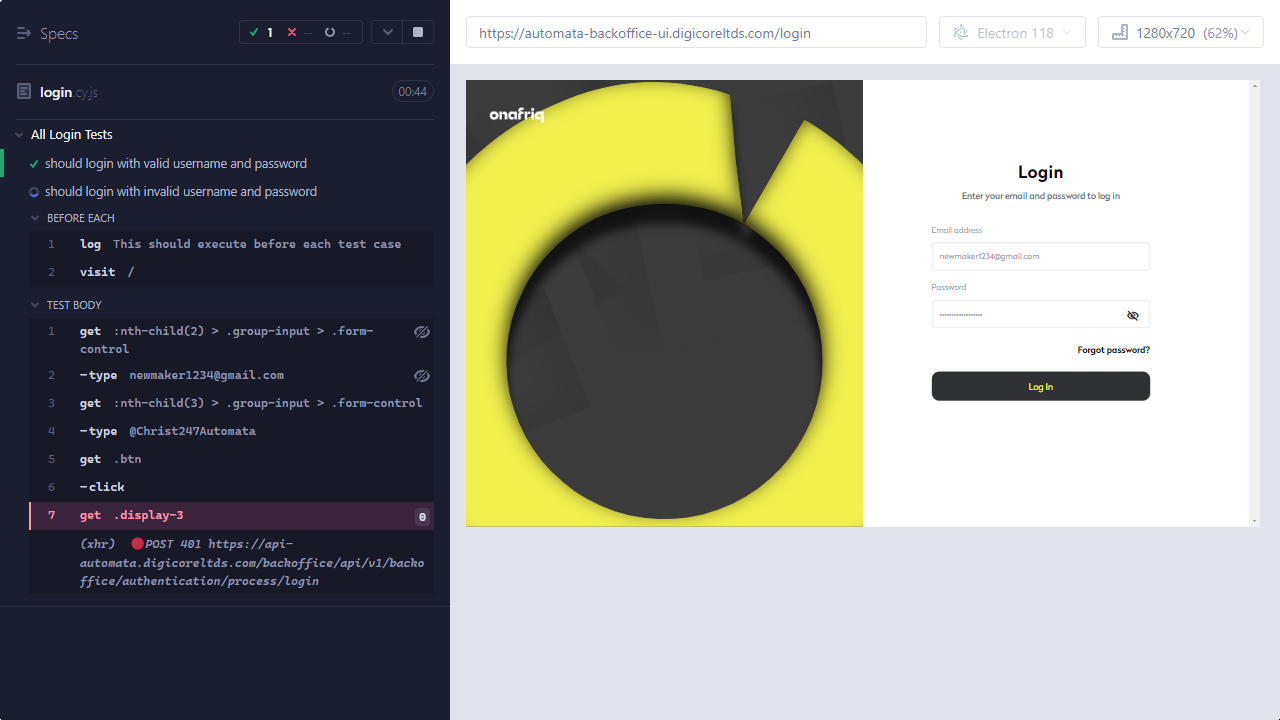 Specs
1
--
--
login cy.js
00:44
All Login Tests
should login with valid username and password
should login with invalid username and password
BEFORE EACH
1 log This should execute before each test case
2 visit /
TEST BODY
1 get :nth-child(2) > .group-input > .form-
control
2 -type newmaker1234@gmail.com
3 get :nth-child(3) > .group-input > .form-control
4 -type @Christ247Automata
5 get .btn
6 -click
7 get .display-3 0
(xhr) POST 401 https://api-
automata.digicoreltds.com/backoffice/api/v1/backo
ffice/authentication/process/login
https://automata-backoffice-ui.digicoreltds.com/login
Electron 118
1280x720 (62%)
onafriq
Login
Enter your email and password to log in
Email address
newmaker1234@gmail.com
Password
Forgot password?
Log In